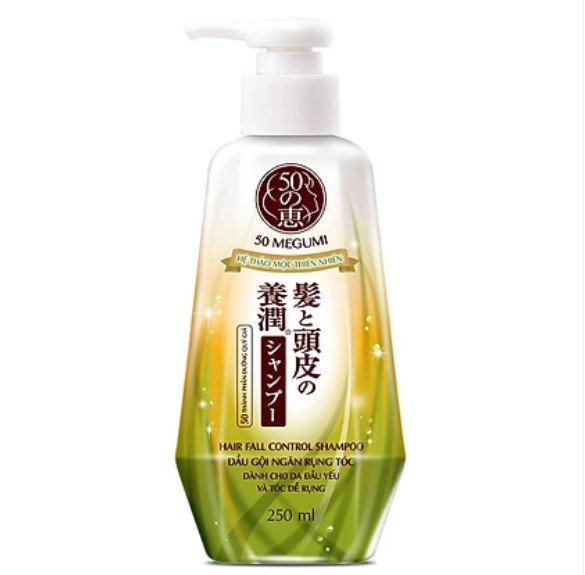 50の恵
50 MEGUMI
HỆ THẢO MỘC THIÊN NHIÊN
髪と頭皮の
養潤®
シャンプー
50 THÀNH PHẦN DƯỠNG QUÝ GIÁ
HAIR FALL CONTROL SHAMPOO
DẦU GỘI NGĂN RỤNG TÓC
DÀNH CHO DA ĐẦU YẾU
VÀ TÓC DỄ RỤNG
250 ml